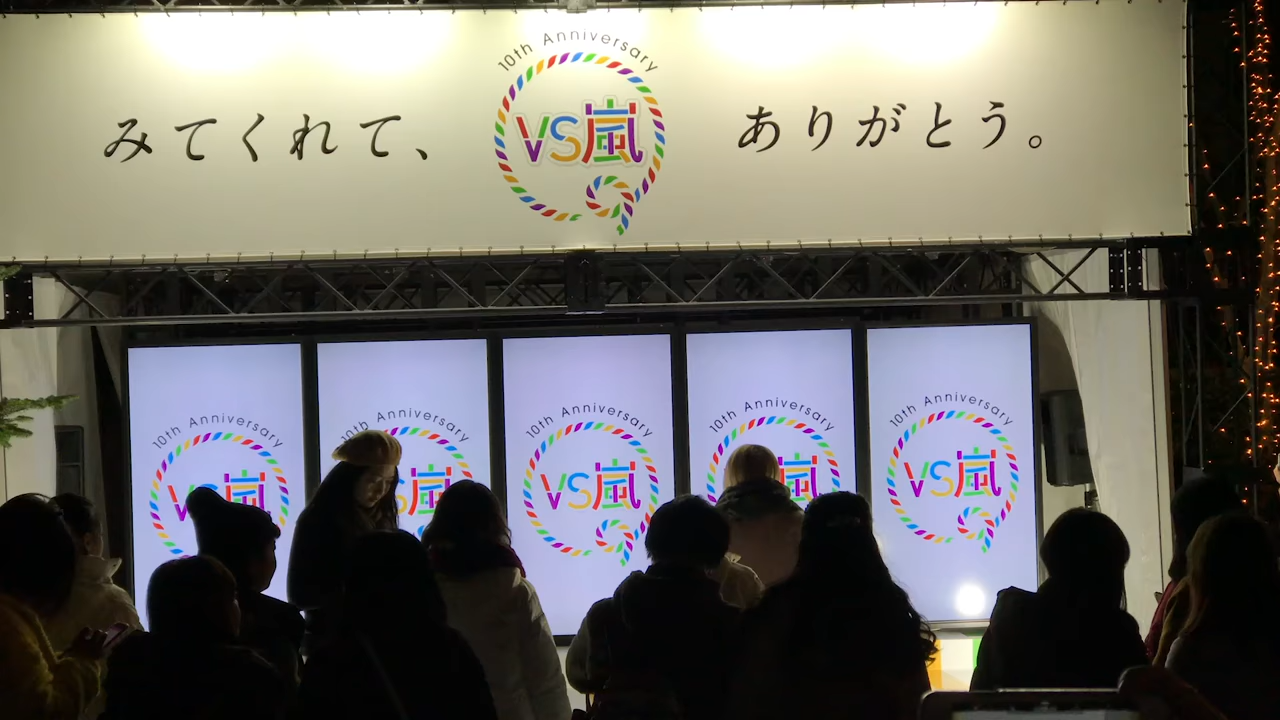 10th Anniversary
みてくれて、 VS嵐 ありがとう。
10th Anniversary 10th Anniversary 10th Anniversary 10th Anniversary 10th Anniversary
VS嵐 VS嵐 VS嵐 VS嵐 VS嵐